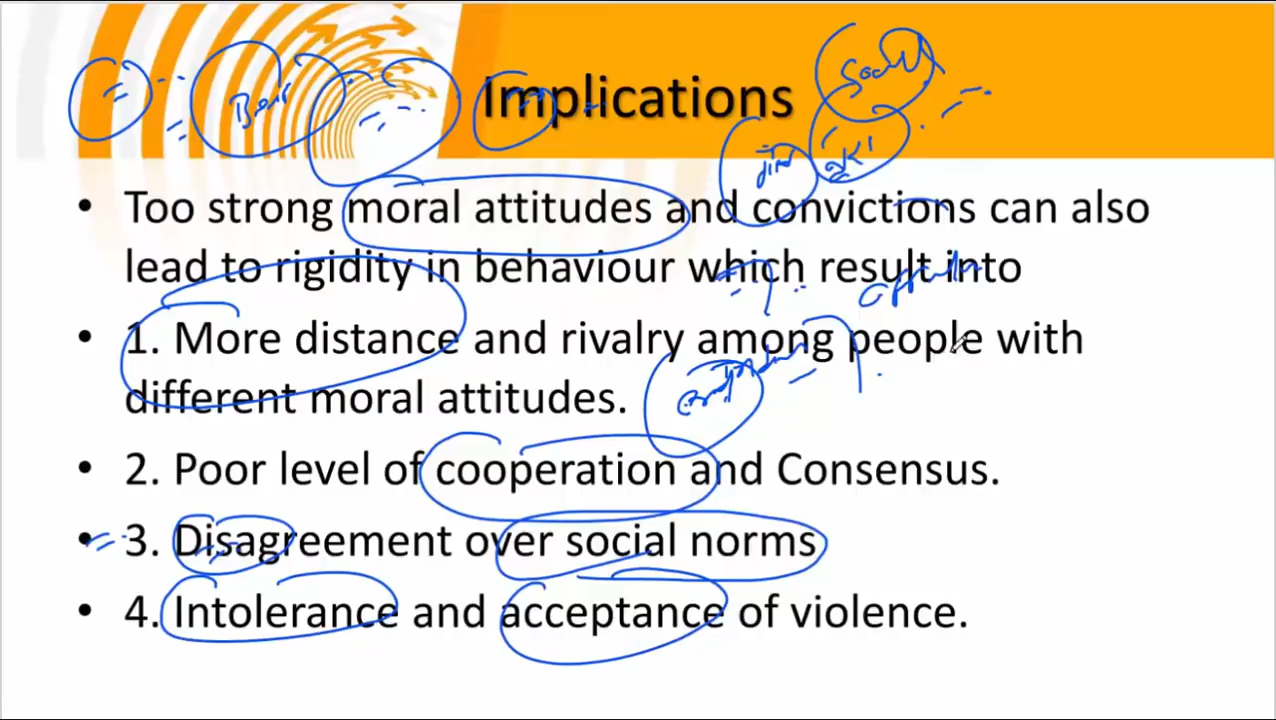 Implications
• Too strong moral attitudes and convictions can also
lead to rigidity in behaviour which result into
• 1. More distance and rivalry among people with
different moral attitudes.
• 2. Poor level of cooperation and Consensus.
• 3. Disagreement over social norms
• 4. Intolerance and acceptance of violence.